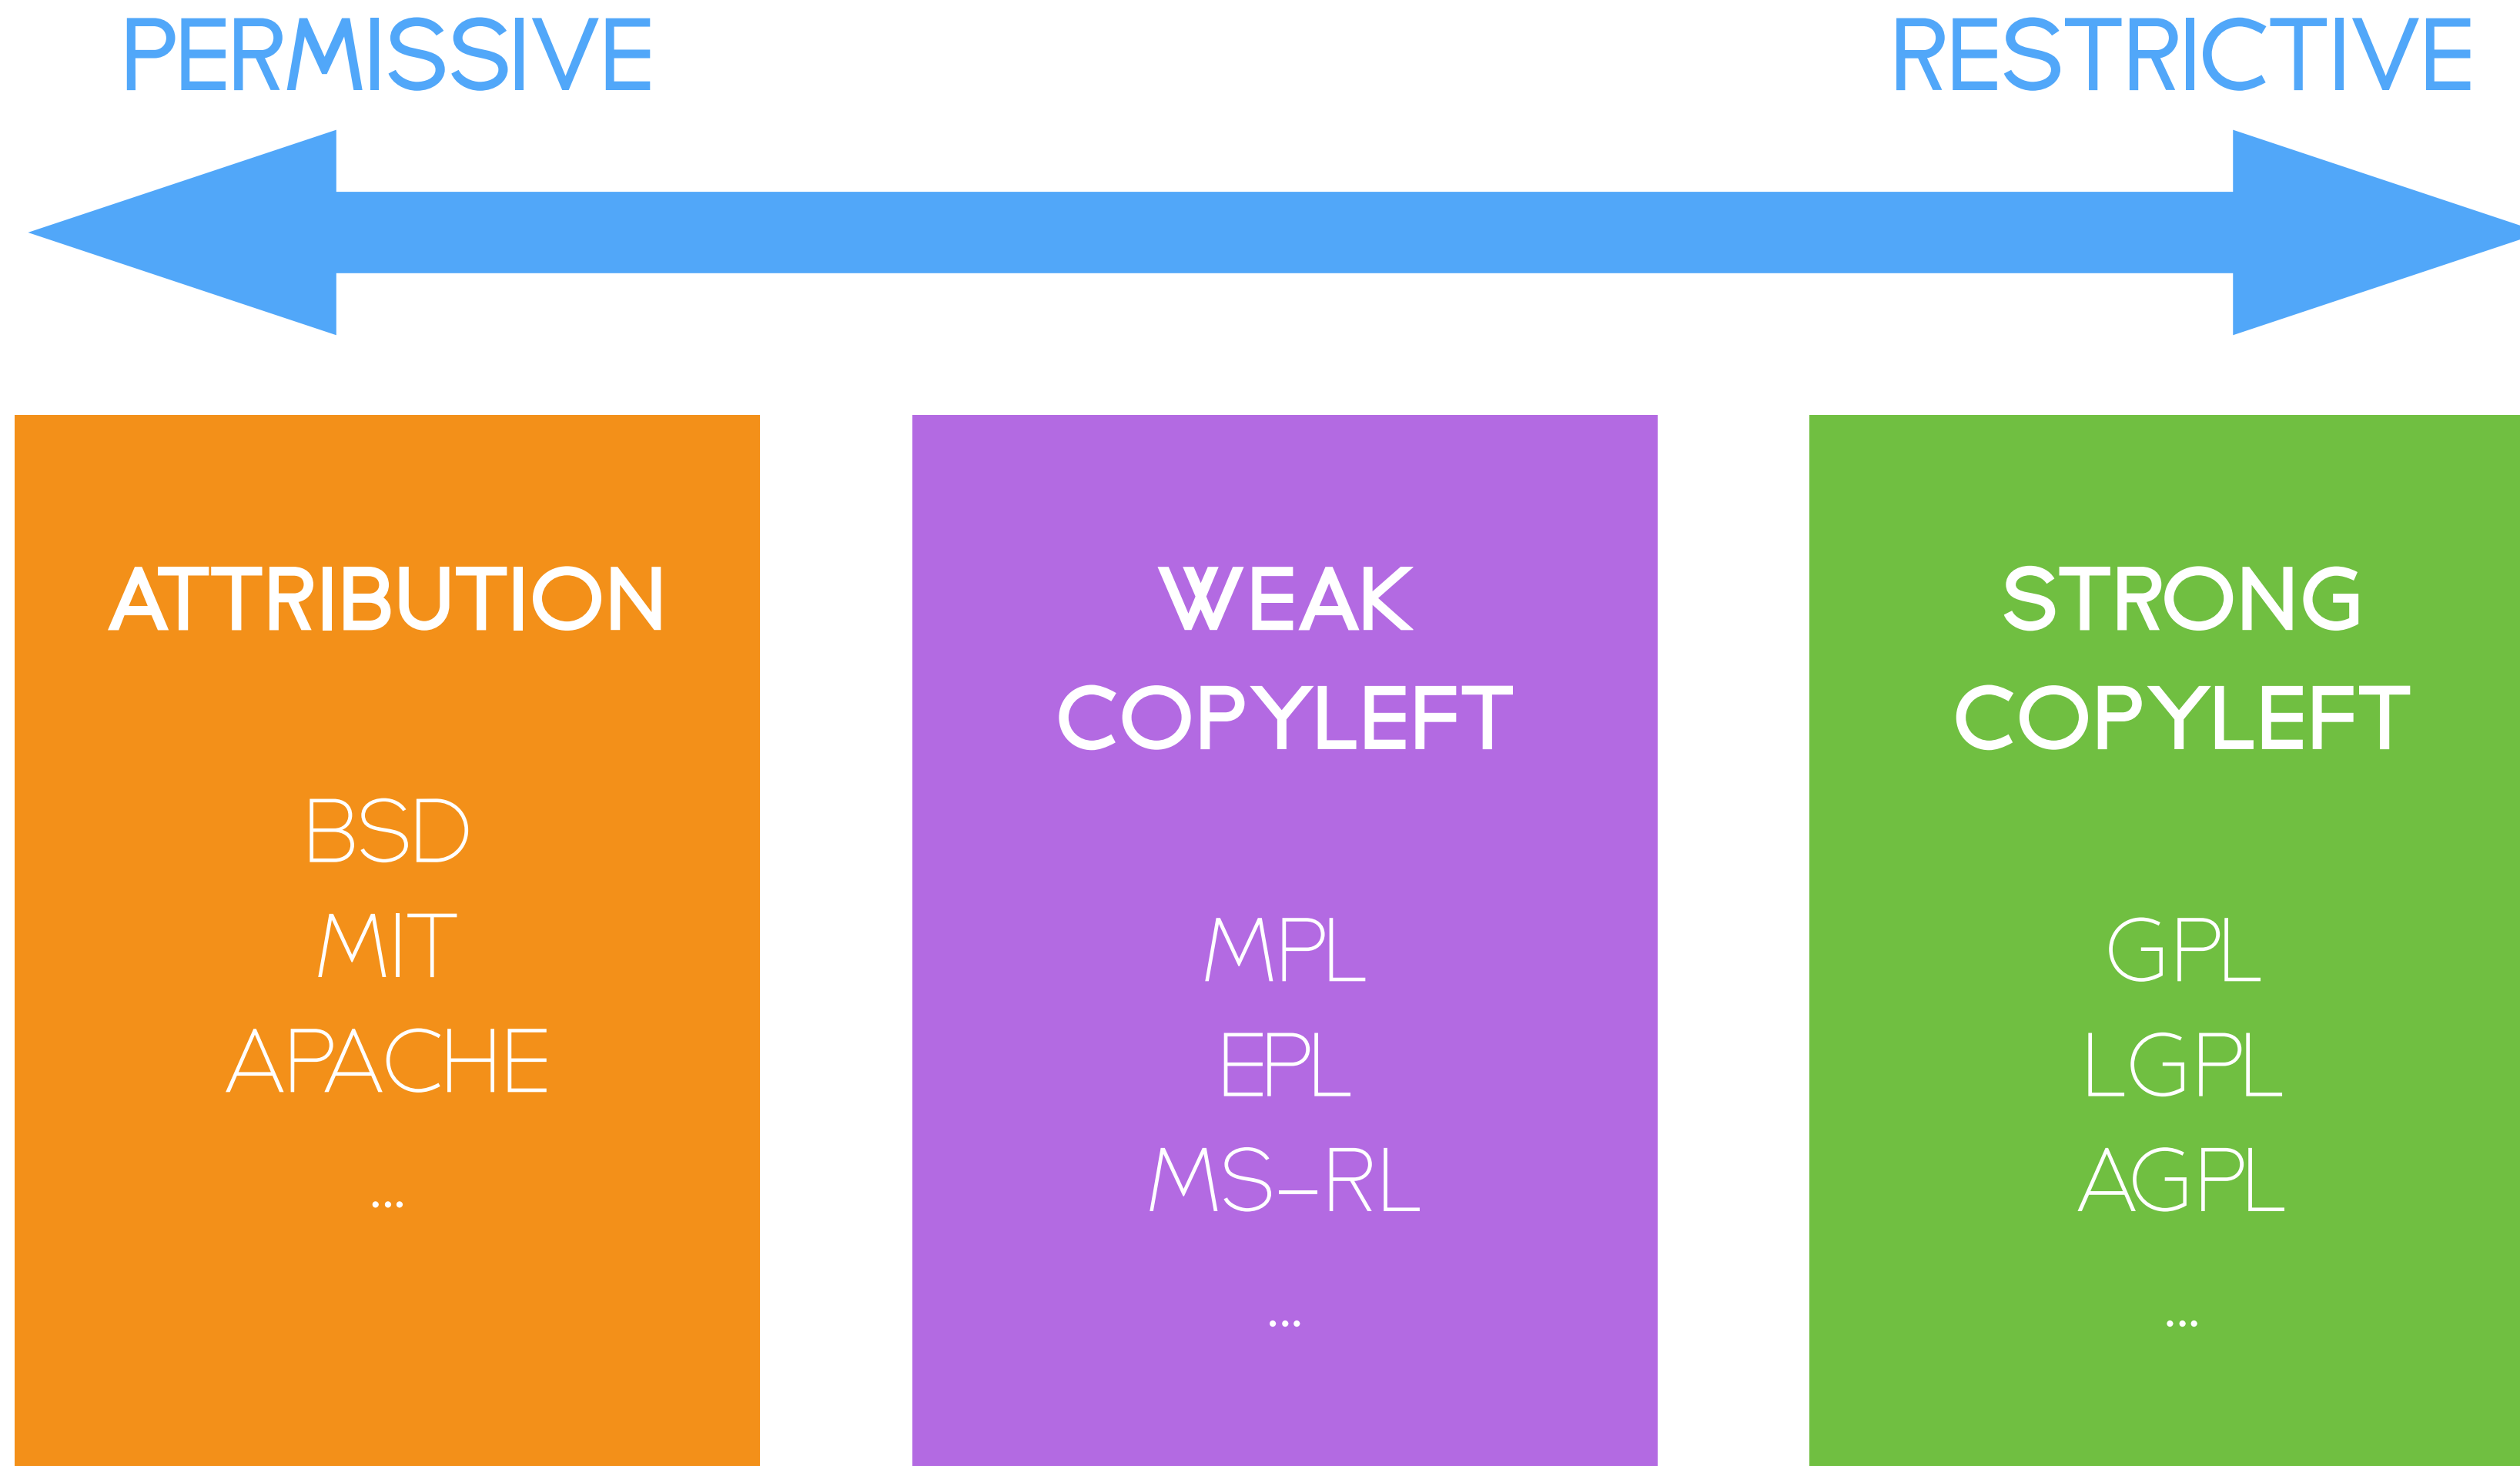 PERMISSIVE
RESTRICTIVE
ATTRIBUTION
BSD
MIT
APACHE
...
WEAK
COPYLEFT
MPL
EPL
MS-RL
...
STRONG
COPYLEFT
GPL
LGPL
AGPL
...